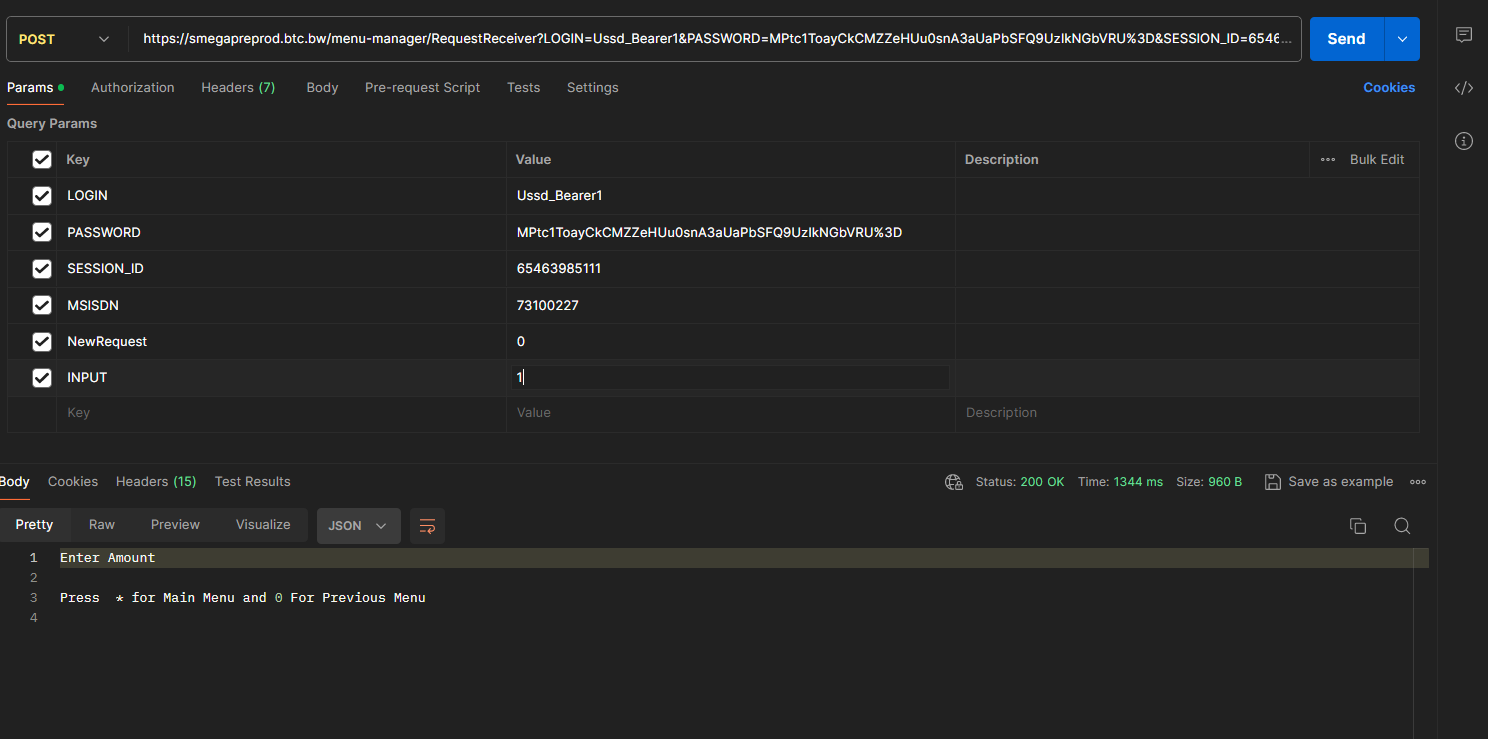 POST
https://smegapreprod.btc.bw/menu-manager/RequestReceiver?LOGIN=Ussd_Bearer1&PASSWORD=MPtc1ToayCkCMZZeHUu0snA3aUaPbSFQ9UzlkNGbVRU%3D&SESSION_ID=6546...
Send
Params
Authorization
Headers (7)
Body
Pre-request Script
Tests
Settings
Cookies
Query Params
Key Value Description ••• Bulk Edit
LOGIN Ussd_Bearer1
PASSWORD MPtc1ToayCkCMZZeHUu0snA3aUaPbSFQ9UzlkNGbVRU%3D
SESSION_ID 65463985111
MSISDN 73100227
NewRequest 0
INPUT 1
Key Value Description
Body Cookies Headers (15) Test Results
Status: 200 OK Time: 1344 ms Size: 960 B Save as example
Pretty Raw Preview Visualize JSON
1 Enter Amount
2
3 Press * for Main Menu and 0 For Previous Menu
4